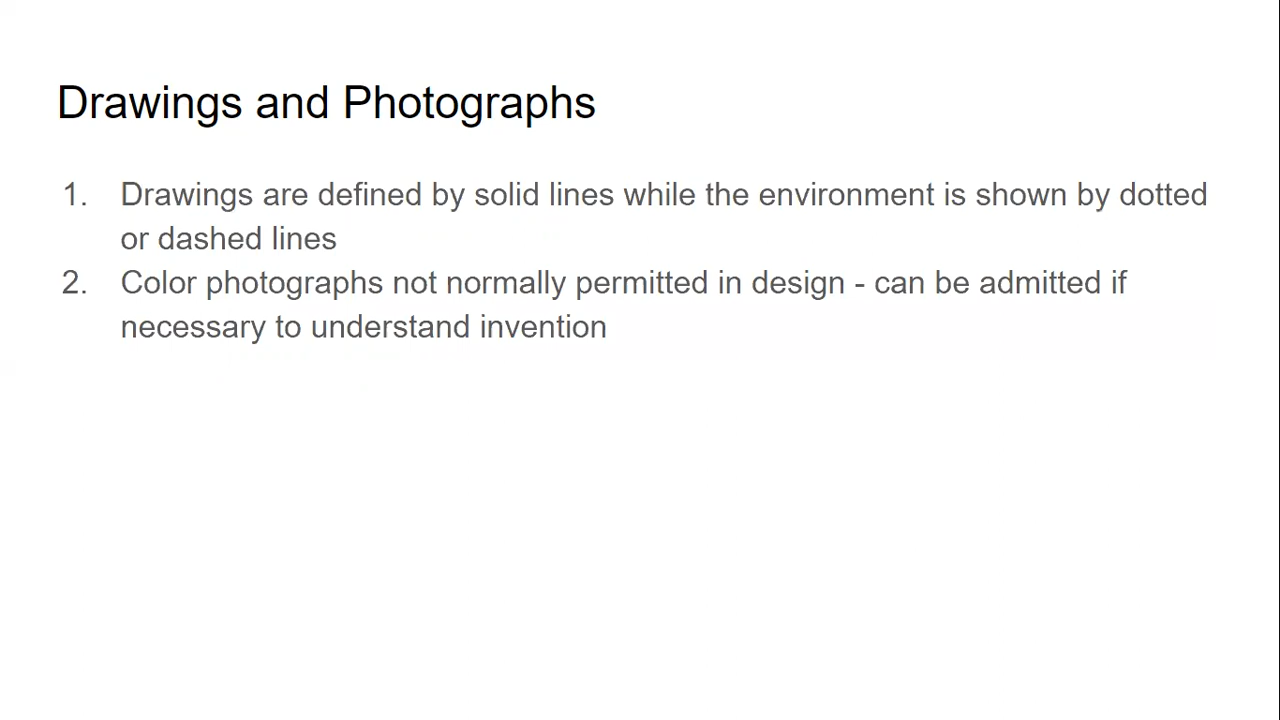 Drawings and Photographs
1. Drawings are defined by solid lines while the environment is shown by dotted
or dashed lines
2. Color photographs not normally permitted in design - can be admitted if
necessary to understand invention